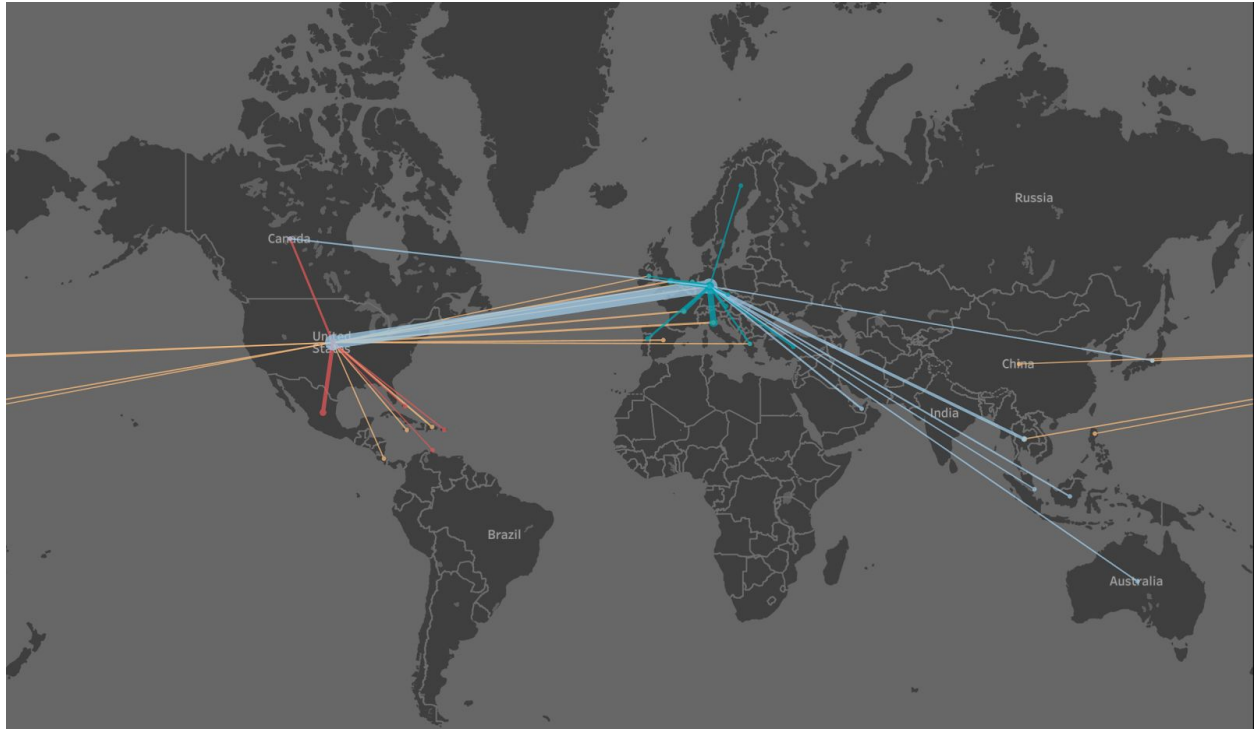 Russia
Canada
United
States
China
India
Brazil
Australia